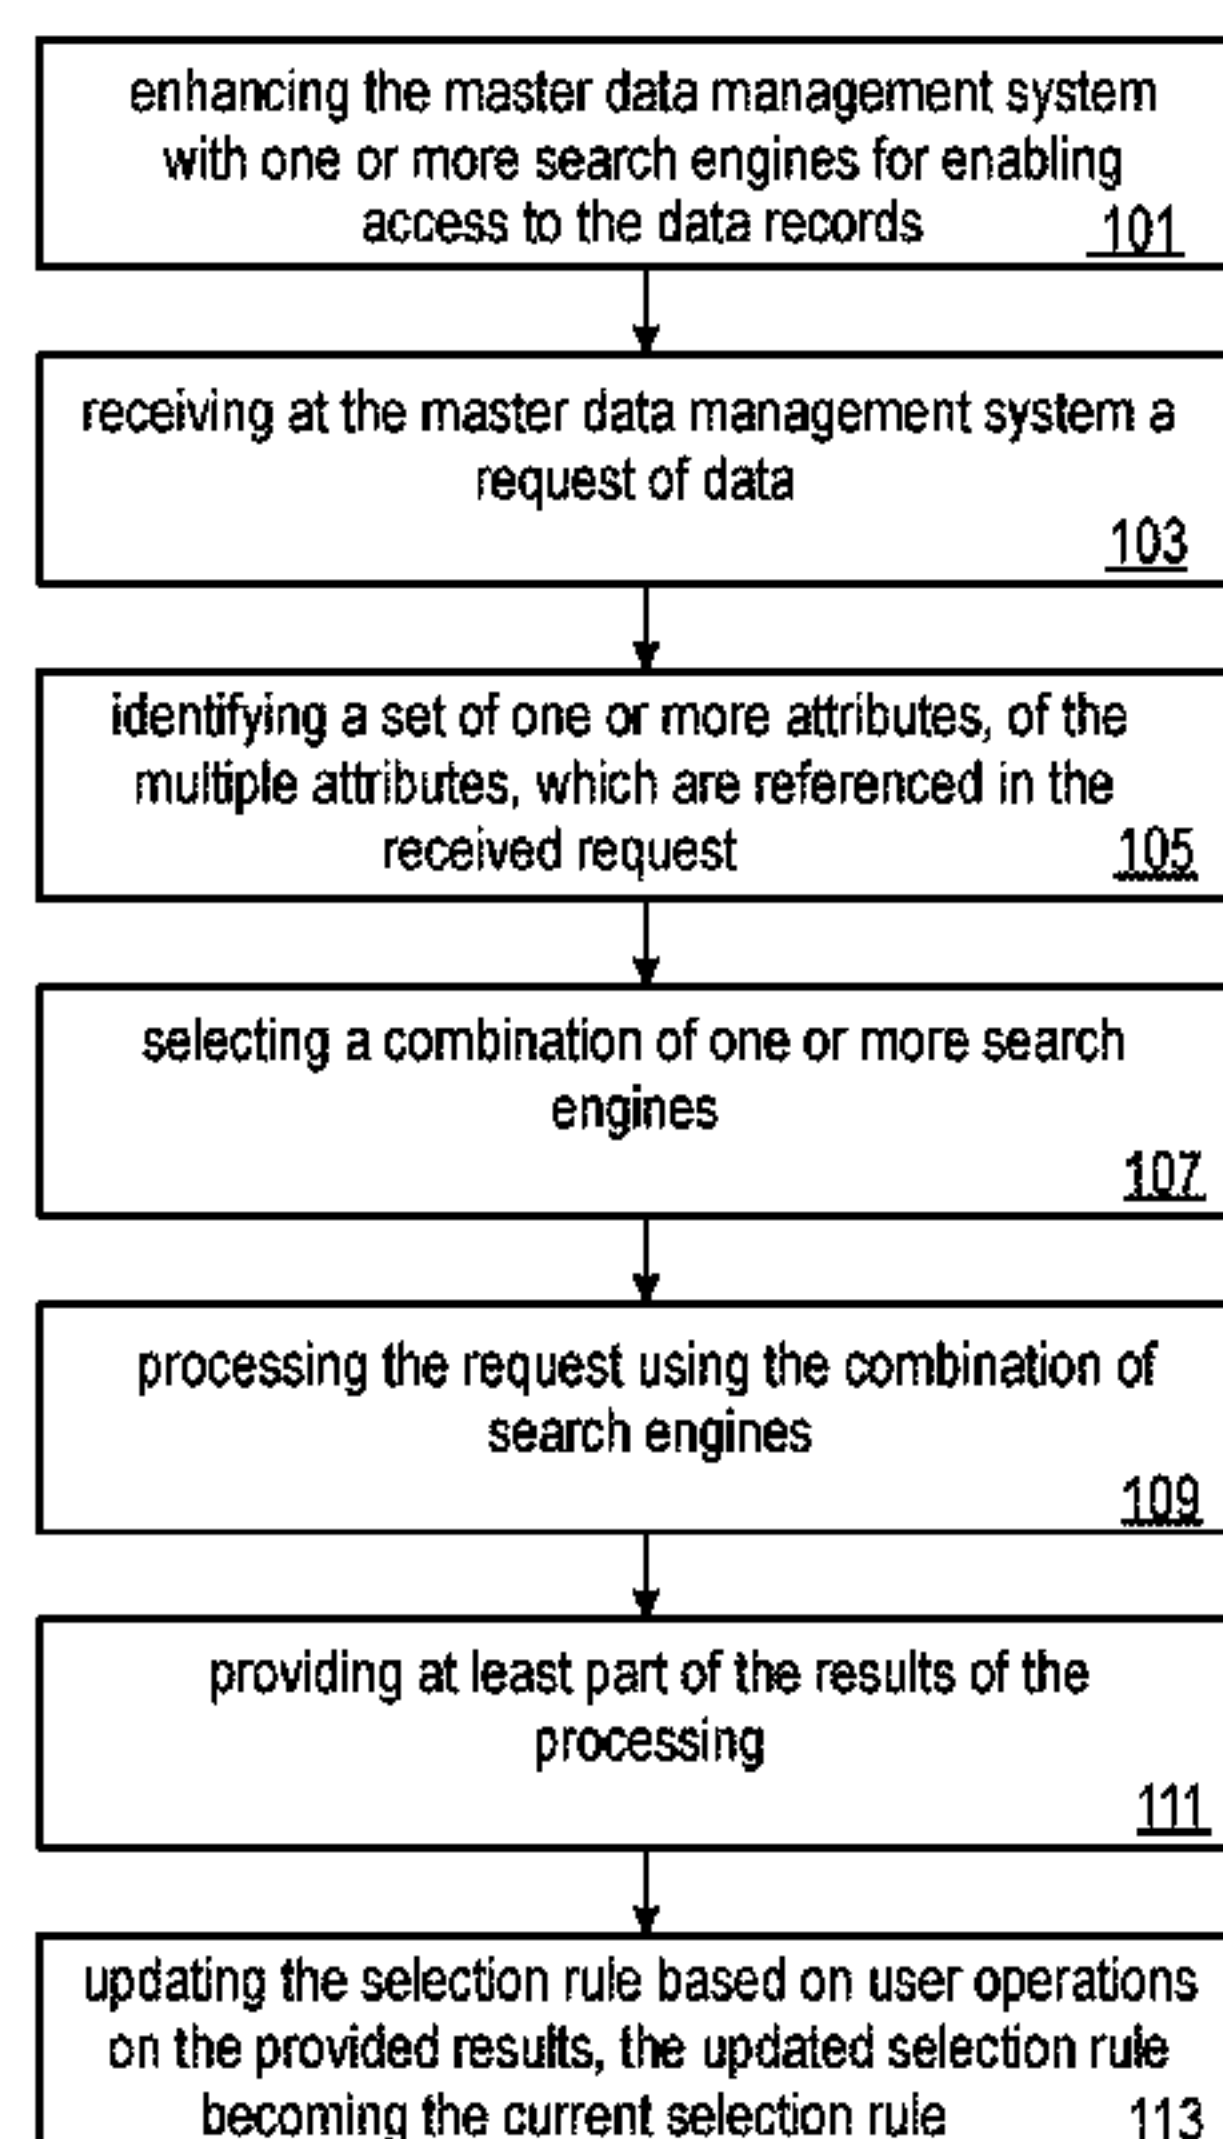 enhancing the master data management system
with one or more search engines for enabling
access to the data records
101
receiving at the master data management system a
request of data
103
identifying a set of one or more attributes, of the
multiple attributes, which are referenced in the
received request
105
selecting a combination of one or more search
engines
107
processing the request using the combination of
search engines
109
providing at least part of the results of the
processing
111
updating the selection rule based on user operations
on the provided results, the updated selection rule
becoming the current selection rule
113